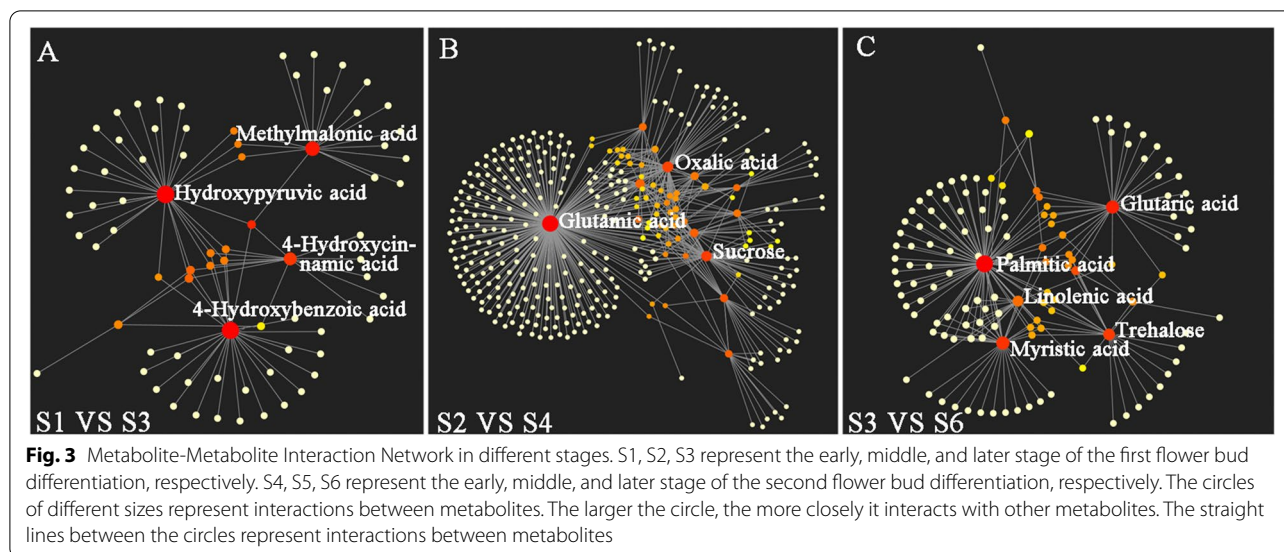 A
Methylmalonic acid
Hydroxypyruvic acid
4-Hydroxycin-
namic acid
4-Hydroxybenzoic acid
S1 VS S3
B
Oxalic acid
Glutamic acid
Sucrose
S2 VS S4
C
Glutaric acid
Palmitic acid
Linolenic acid
Trehalose
Myristic acid
S3 VS S6
Fig. 3 Metabolite-Metabolite Interaction Network in different stages. S1, S2, S3 represent the early, middle, and later stage of the first flower bud
differentiation, respectively. S4, S5, S6 represent the early, middle, and later stage of the second flower bud differentiation, respectively. The circles
of different sizes represent interactions between metabolites. The larger the circle, the more closely it interacts with other metabolites. The straight
lines between the circles represent interactions between metabolites